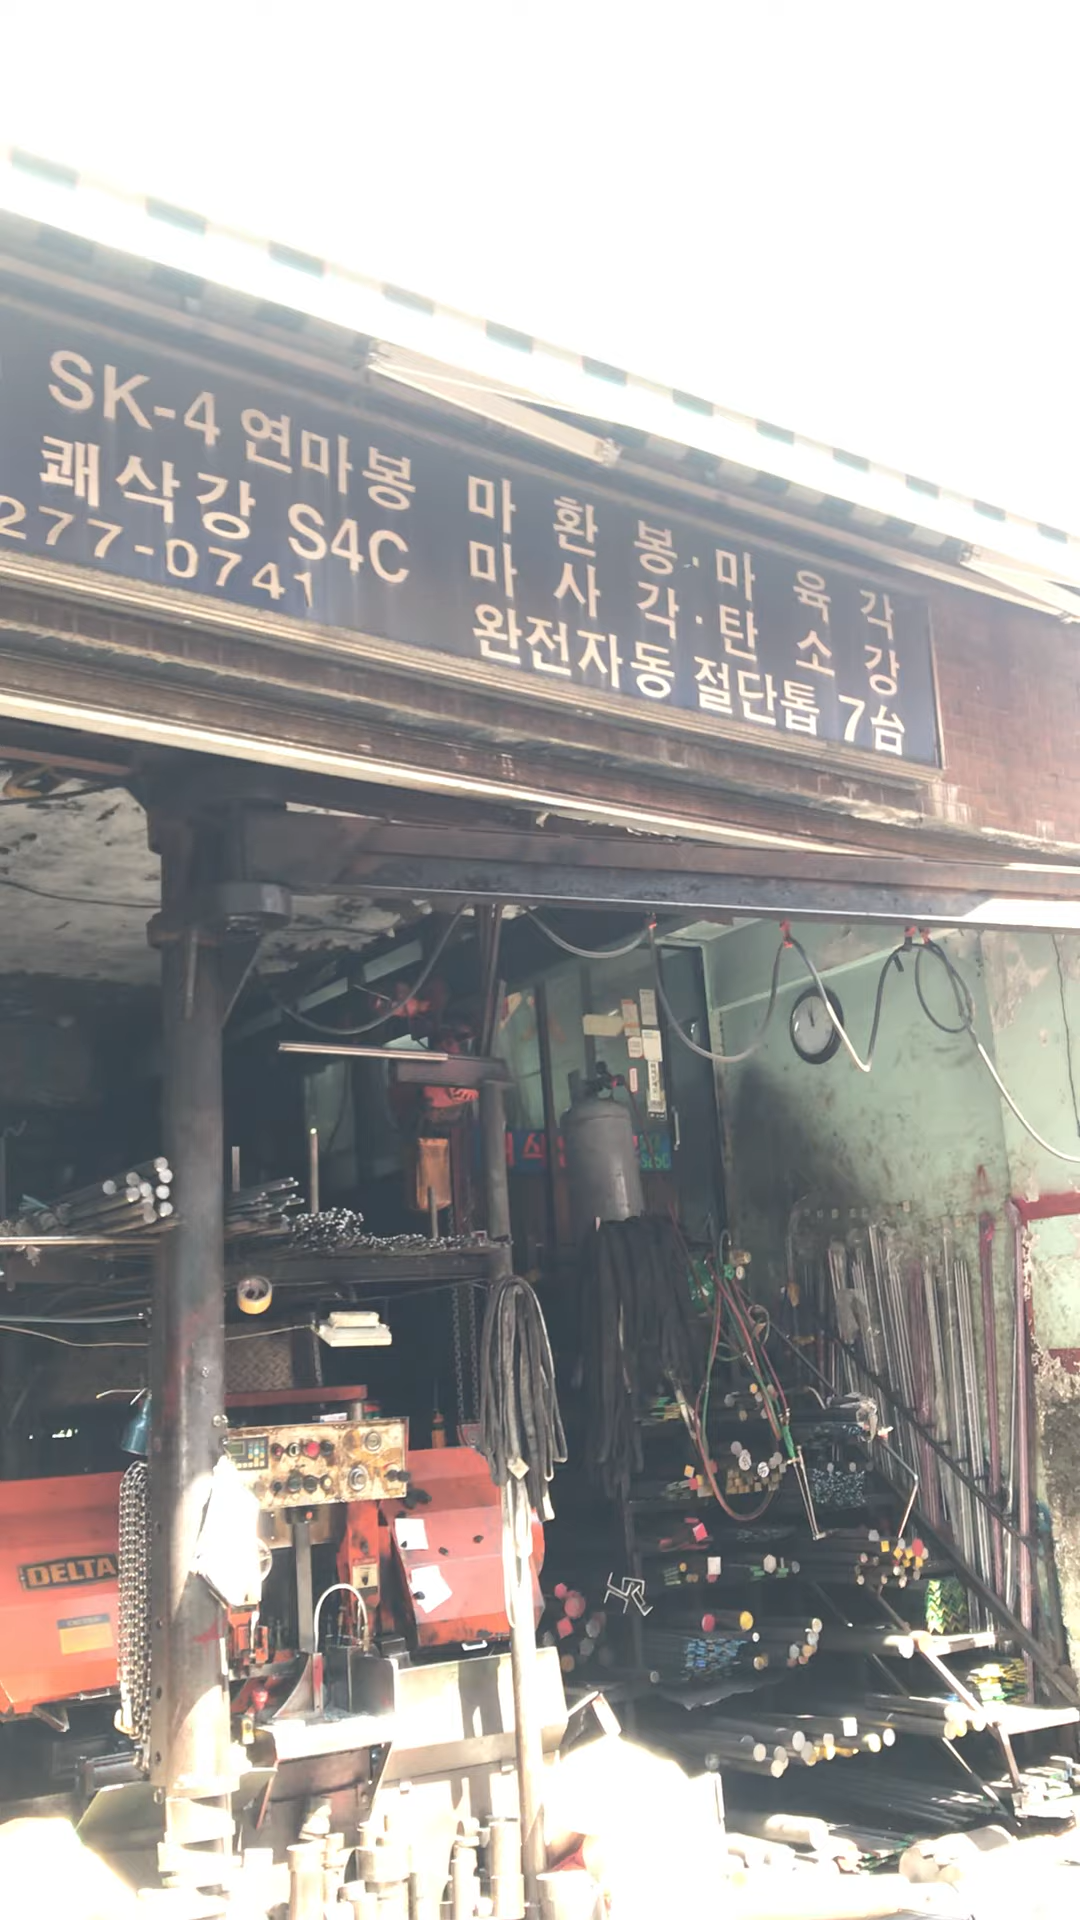 SK-4 연마봉
쾌삭강 S4C
277-0741
마 환 봉·마 육 각
마 사 각·탄 소 강
완전자동 절단톱 7台
DELTA